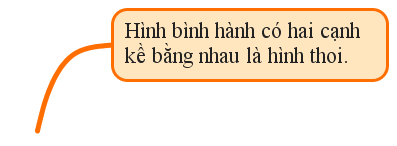 Hình bình hành có hai cạnh
kề bằng nhau là hình thoi.